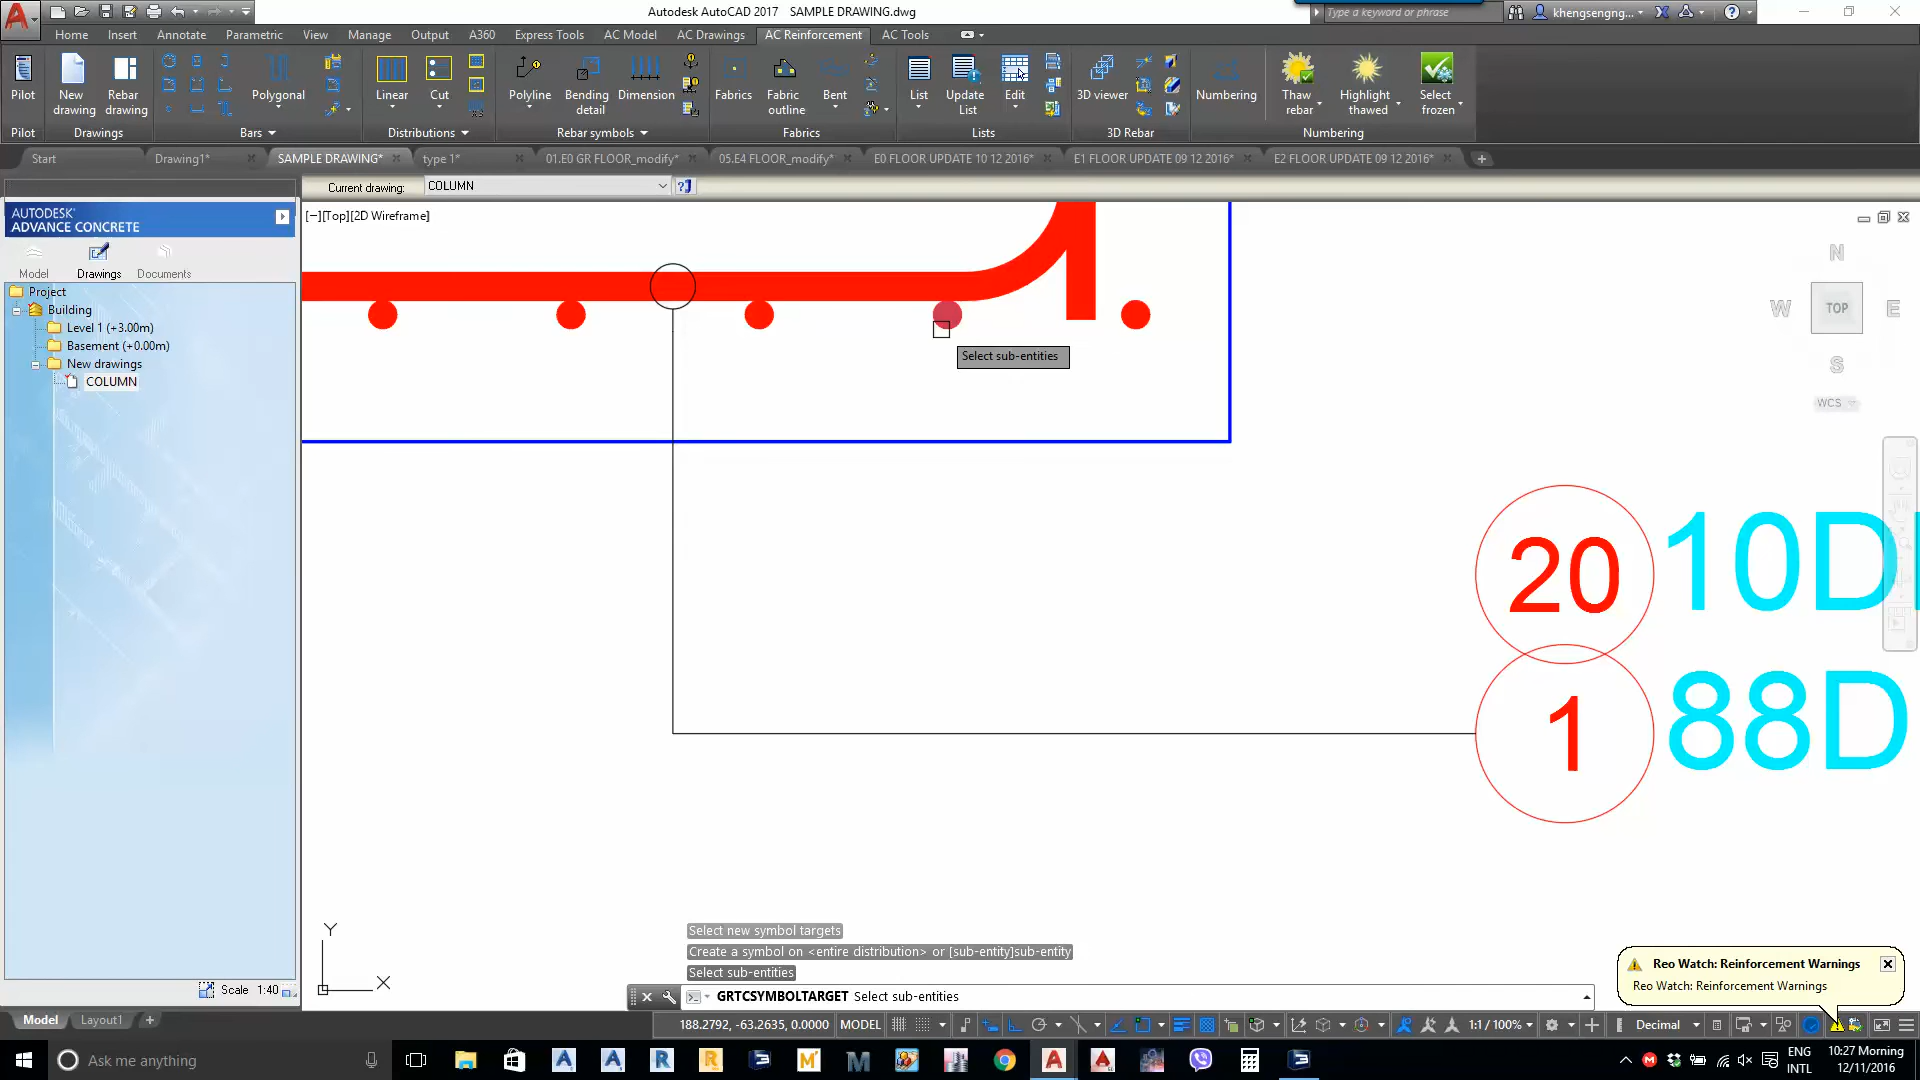 Autodesk AutoCAD 2017 SAMPLE DRAWING.dwg
Type a keyword or phrase
khengsengng...
Home Insert Annotate Parametric View Manage Output A360 Express Tools AC Model AC Drawings AC Reinforcement AC Tools
Pilot
New drawing
Rebar drawing
Polygonal
Linear
Cut
Polyline
Bending detail
Dimension
Fabrics
Fabric outline
Bent
List
Update List
Edit
3D viewer
Numbering
Thaw rebar
Highlight thawed
Select frozen
Pilot Drawings Bars Distributions Rebar symbols Fabrics Lists 3D Rebar Numbering
Start Drawing1* SAMPLE DRAWING* type 1* 01.E0 GR FLOOR_modify* 05.E4 FLOOR_modify* E0 FLOOR UPDATE 10 12 2016* E1 FLOOR UPDATE 09 12 2016* E2 FLOOR UPDATE 09 12 2016*
Current drawing: COLUMN
AUTODESK
ADVANCE CONCRETE
Model Drawings Documents
Project
Building
Level 1 (+3.00m)
Basement (+0.00m)
New drawings
COLUMN
Scale 1:40
[−][Top][2D Wireframe]
N
W TOP E
S
WCS
Select sub-entities
20 10D
1 88D
Y
X
Select new symbol targets
Create a symbol on <entire distribution> or [sub-entity]sub-entity
Select sub-entities
GRTCSYMBOLTARGET Select sub-entities
Reo Watch: Reinforcement Warnings
Reo Watch: Reinforcement Warnings
Model Layout1
188.2792, -63.2635, 0.0000 MODEL 1:1 / 100% Decimal
Ask me anything
ENG
INTL
10:27 Morning
12/11/2016